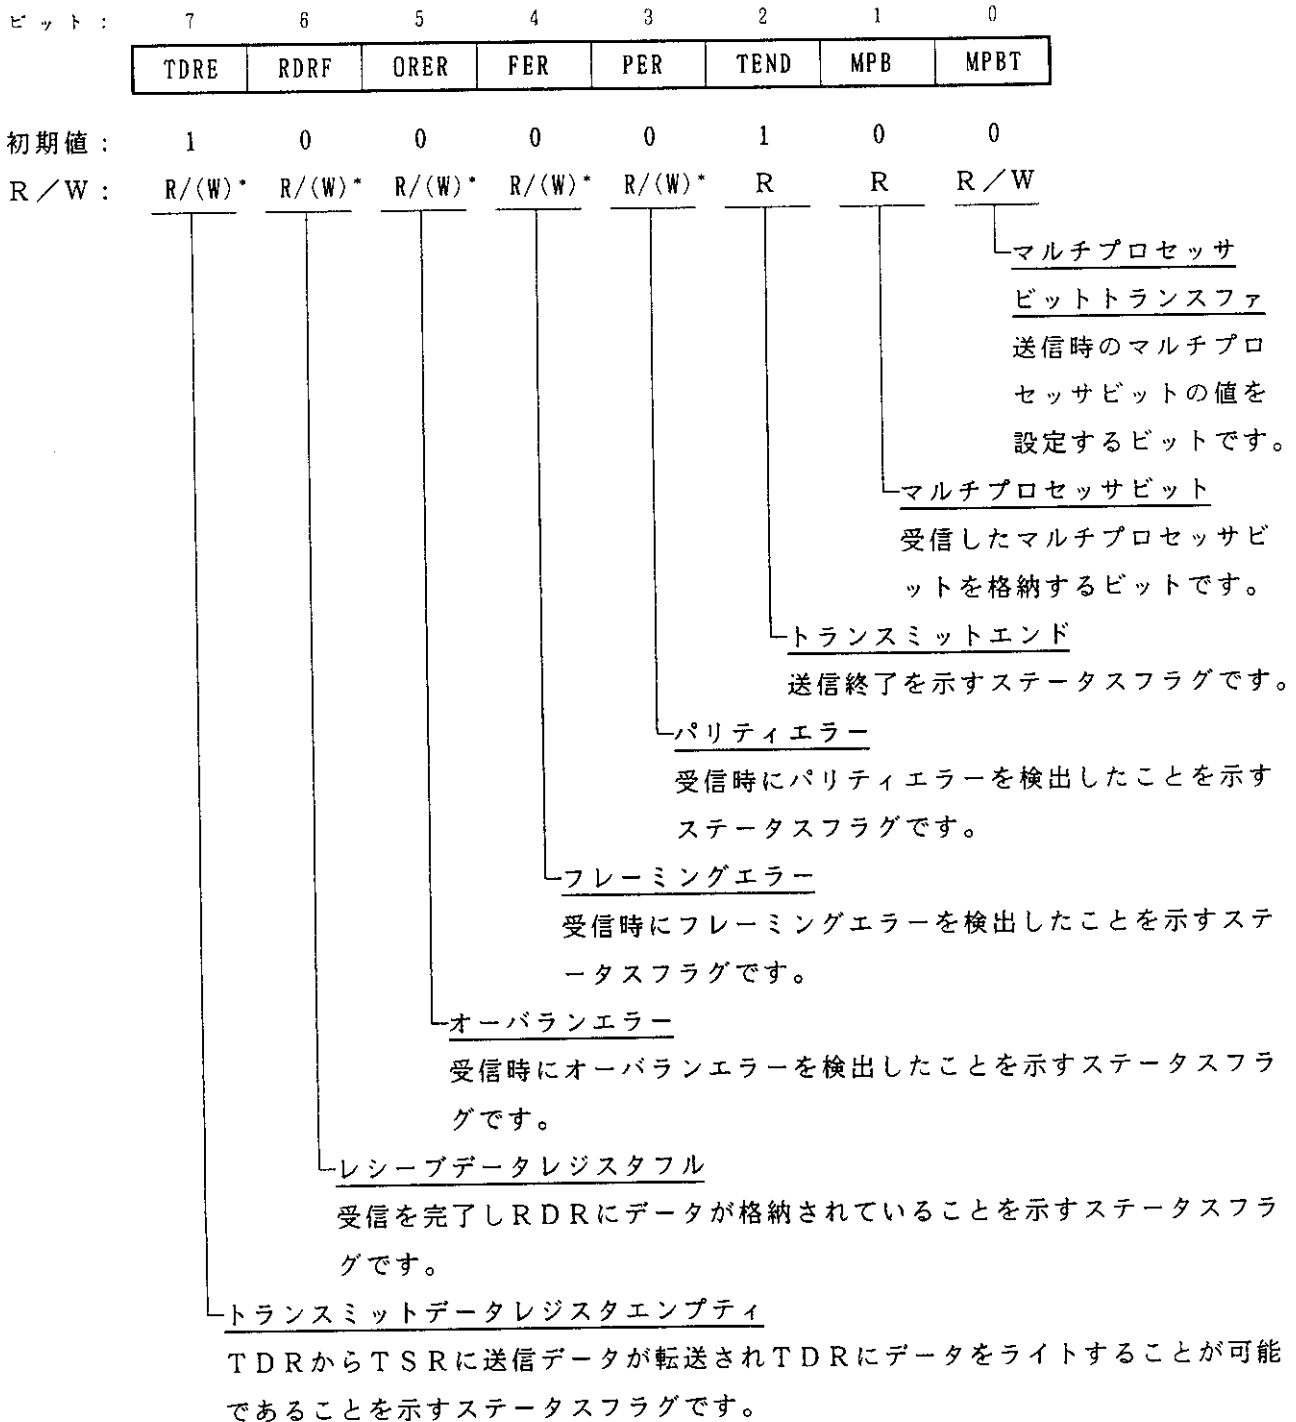 ビット： 7 6 5 4 3 2 1 0
TDRE RDRF ORER FER PER TEND MPB MPBT
初期値： 1 0 0 0 0 1 0 0
R／W： R/(W)* R/(W)* R/(W)* R/(W)* R/(W)* R R R／W
マルチプロセッサ
ビットトランスファ
送信時のマルチプロ
セッサビットの値を
設定するビットです。
マルチプロセッサビット
受信したマルチプロセッサビ
ットを格納するビットです。
トランスミットエンド
送信終了を示すステータスフラグです。
パリティエラー
受信時にパリティエラーを検出したことを示す
ステータスフラグです。
フレーミングエラー
受信時にフレーミングエラーを検出したことを示すステ
ータスフラグです。
オーバランエラー
受信時にオーバランエラーを検出したことを示すステータスフラ
グです。
レシーブデータレジスタフル
受信を完了しRDRにデータが格納されていることを示すステータスフラ
グです。
トランスミットデータレジスタエンプティ
TDRからTSRに送信データが転送されTDRにデータをライトすることが可能
であることを示すステータスフラグです。